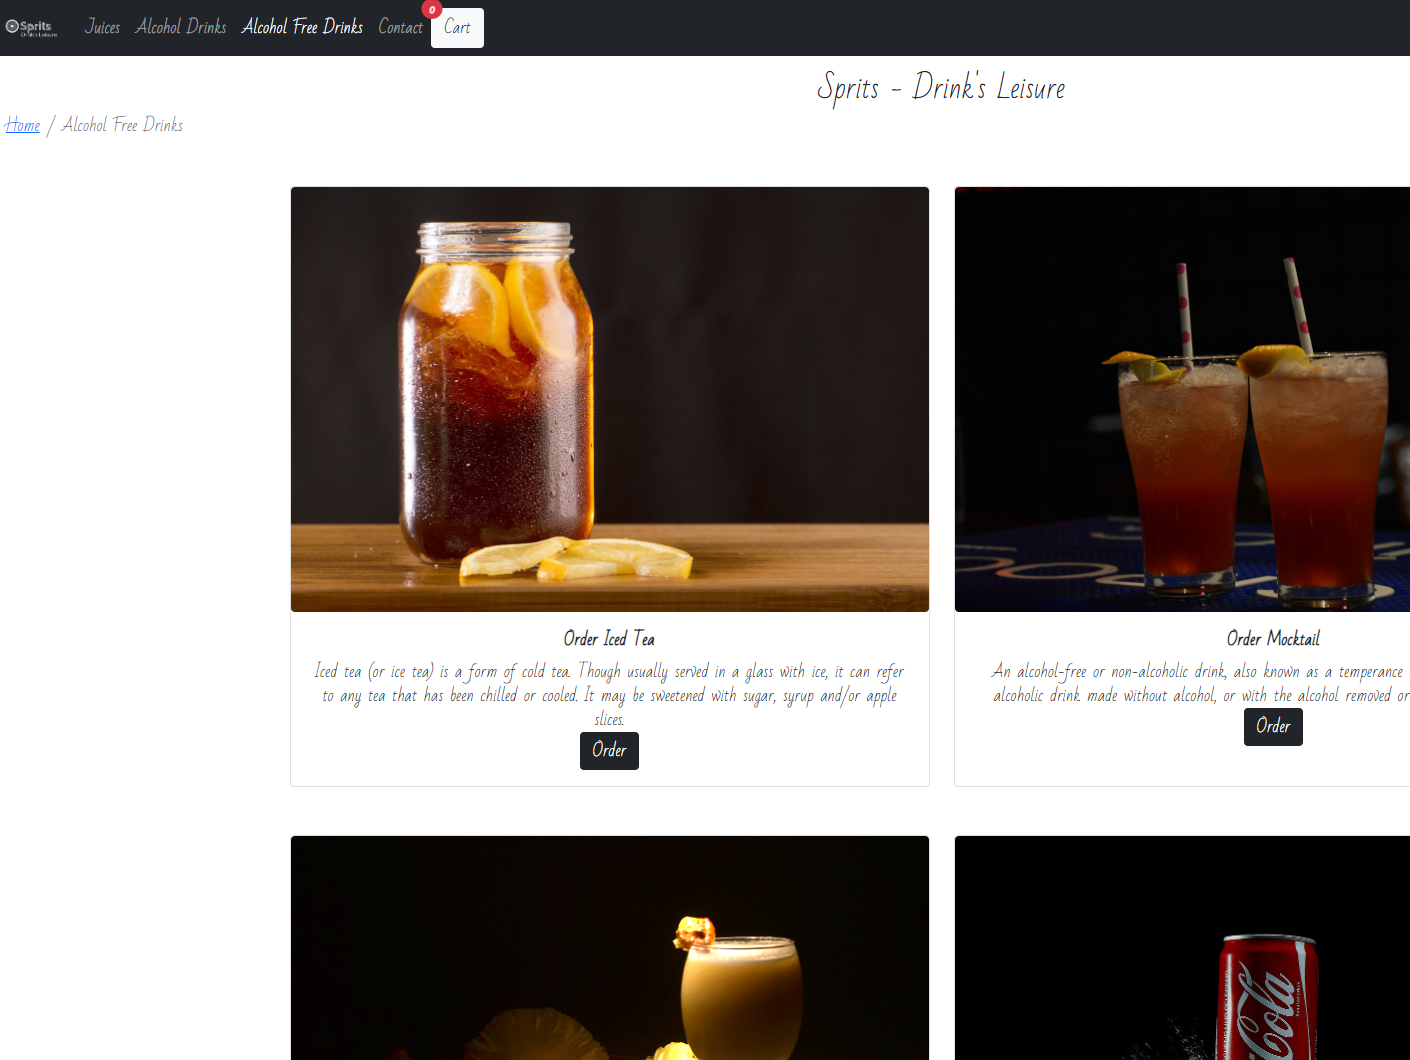 Sprits
Drink's Leisure
Juices Alcohol Drinks Alcohol Free Drinks Contact Cart
0
Sprits - Drink's Leisure
Home / Alcohol Free Drinks
Order Iced Tea
Iced tea (or ice tea) is a form of cold tea. Though usually served in a glass with ice, it can refer
to any tea that has been chilled or cooled. It may be sweetened with sugar, syrup and/or apple
slices.
Order
Order Mocktail
An alcohol-free or non-alcoholic drink, also known as a temperance
alcoholic drink made without alcohol, or with the alcohol removed or
Order
Cola